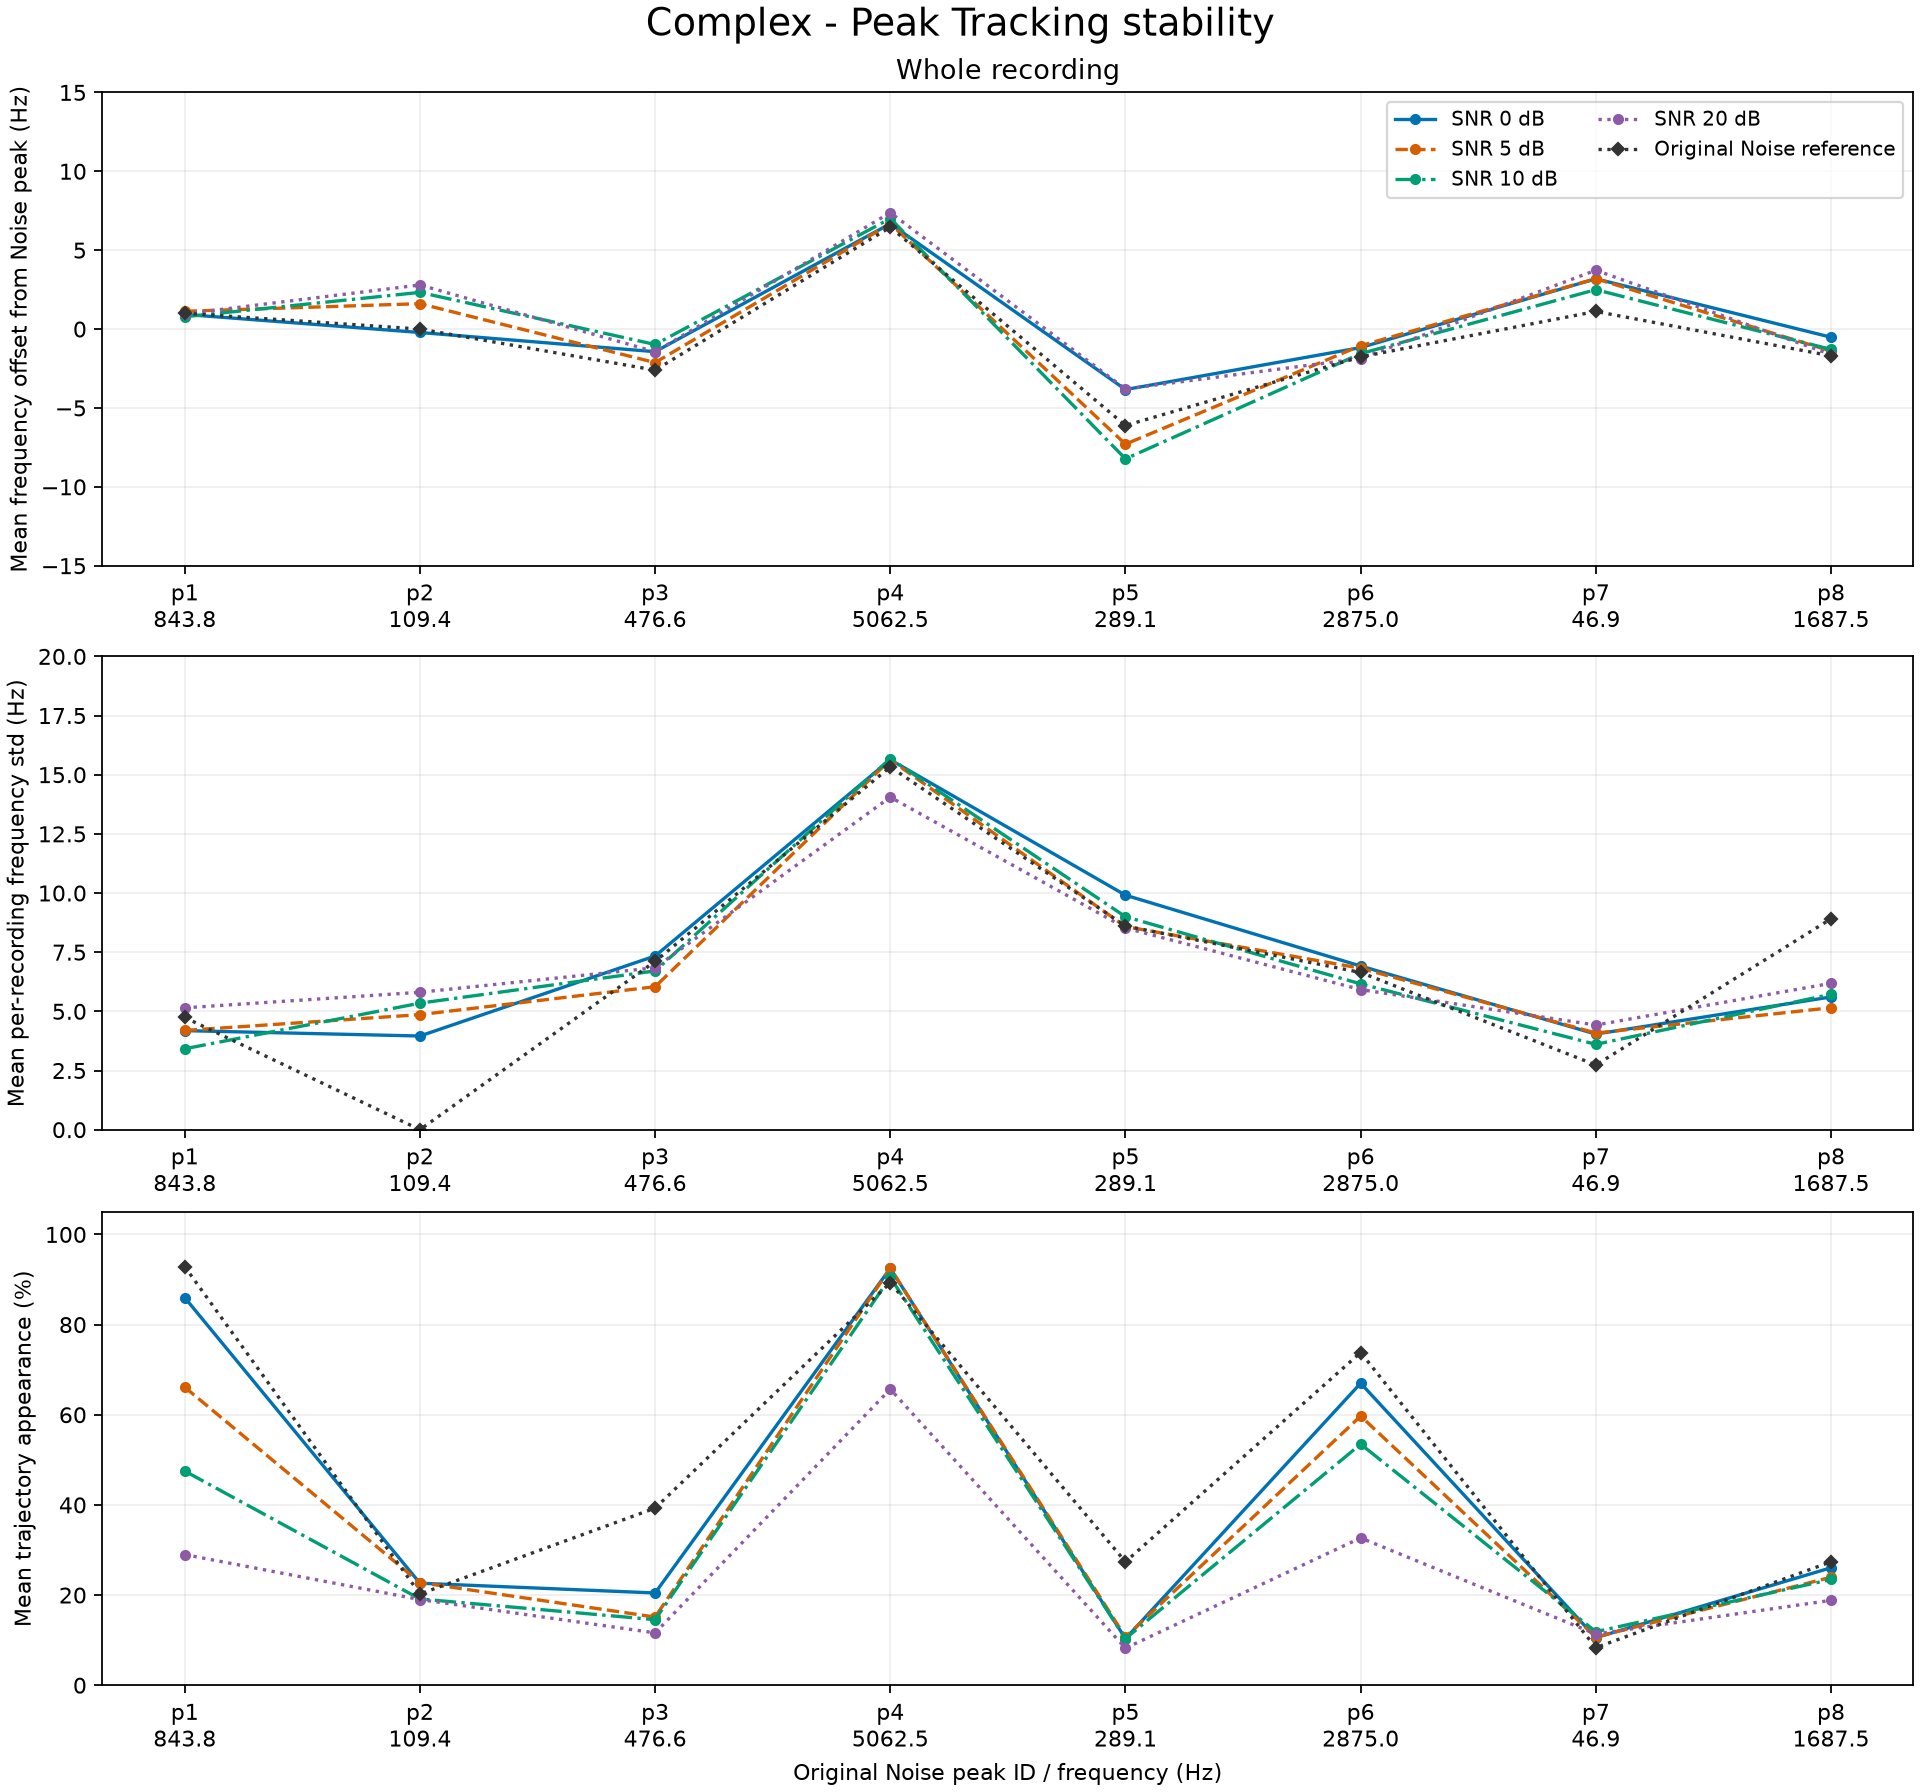 Complex - Peak Tracking stability
Whole recording
Mean frequency offset from Noise peak (Hz)
15
10
5
0
−5
−10
−15
SNR 0 dB
SNR 5 dB
SNR 10 dB
SNR 20 dB
Original Noise reference
p1 p2 p3 p4 p5 p6 p7 p8
843.8 109.4 476.6 5062.5 289.1 2875.0 46.9 1687.5
Mean per-recording frequency std (Hz)
20.0
17.5
15.0
12.5
10.0
7.5
5.0
2.5
0.0
p1 p2 p3 p4 p5 p6 p7 p8
843.8 109.4 476.6 5062.5 289.1 2875.0 46.9 1687.5
Mean trajectory appearance (%)
100
80
60
40
20
0
p1 p2 p3 p4 p5 p6 p7 p8
843.8 109.4 476.6 5062.5 289.1 2875.0 46.9 1687.5
Original Noise peak ID / frequency (Hz)